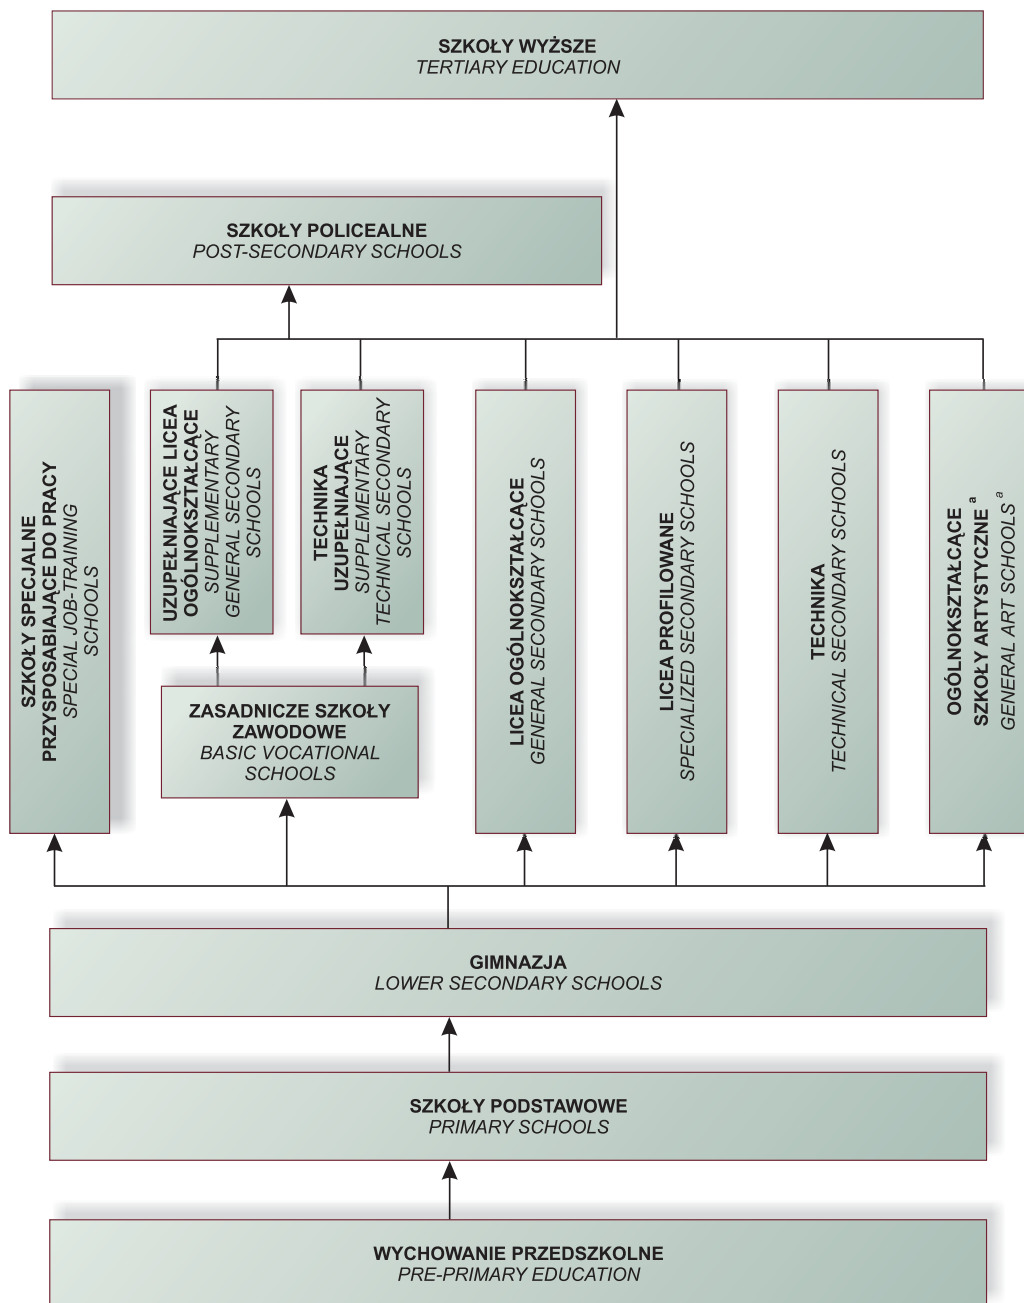 SZKOŁY WYŻSZE
TERTIARY EDUCATION
SZKOŁY POLICEALNE
POST-SECONDARY SCHOOLS
SZKOŁY SPECJALNE
PRZYSPOSABIAJĄCE DO PRACY
SPECIAL JOB-TRAINING
SCHOOLS
UZUPEŁNIAJĄCE LICEA
OGÓLNOKSZTAŁCĄCE
SUPPLEMENTARY
GENERAL SECONDARY
SCHOOLS
TECHNIKA
UZUPEŁNIAJĄCE
SUPPLEMENTARY
TECHNICAL SECONDARY
SCHOOLS
ZASADNICZE SZKOŁY
ZAWODOWE
BASIC VOCATIONAL
SCHOOLS
LICEA OGÓLNOKSZTAŁCĄCE
GENERAL SECONDARY SCHOOLS
LICEA PROFILOWANE
SPECIALIZED SECONDARY SCHOOLS
TECHNIKA
TECHNICAL SECONDARY SCHOOLS
OGÓLNOKSZTAŁCĄCE
SZKOŁY ARTYSTYCZNE a
GENERAL ART SCHOOLS a
GIMNAZJA
LOWER SECONDARY SCHOOLS
SZKOŁY PODSTAWOWE
PRIMARY SCHOOLS
WYCHOWANIE PRZEDSZKOLNE
PRE-PRIMARY EDUCATION